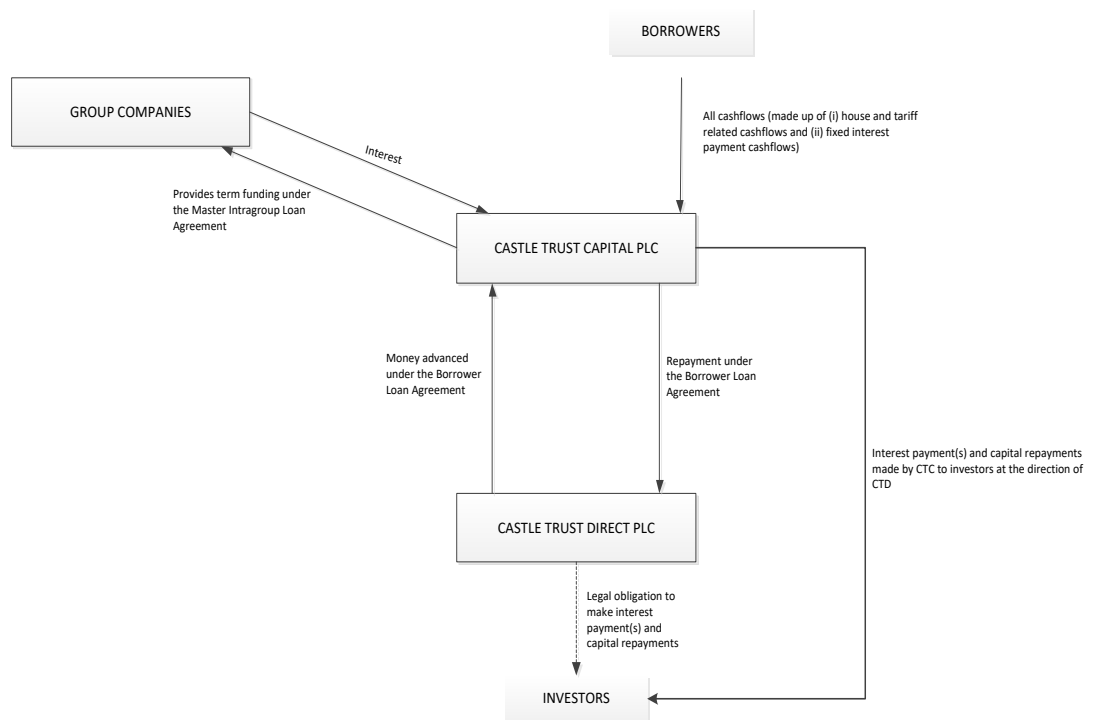 BORROWERS
GROUP COMPANIES
All cashflows (made up of (i) house and tariff
related cashflows and (ii) fixed interest
payment cashflows)
Interest
Provides term funding under
the Master Intragroup Loan
Agreement
CASTLE TRUST CAPITAL PLC
Money advanced
under the Borrower
Loan Agreement
Repayment under
the Borrower Loan
Agreement
Interest payment(s) and capital repayments
made by CTC to investors at the direction of
CTD
CASTLE TRUST DIRECT PLC
Legal obligation to
make interest
payment(s) and
capital repayments
INVESTORS